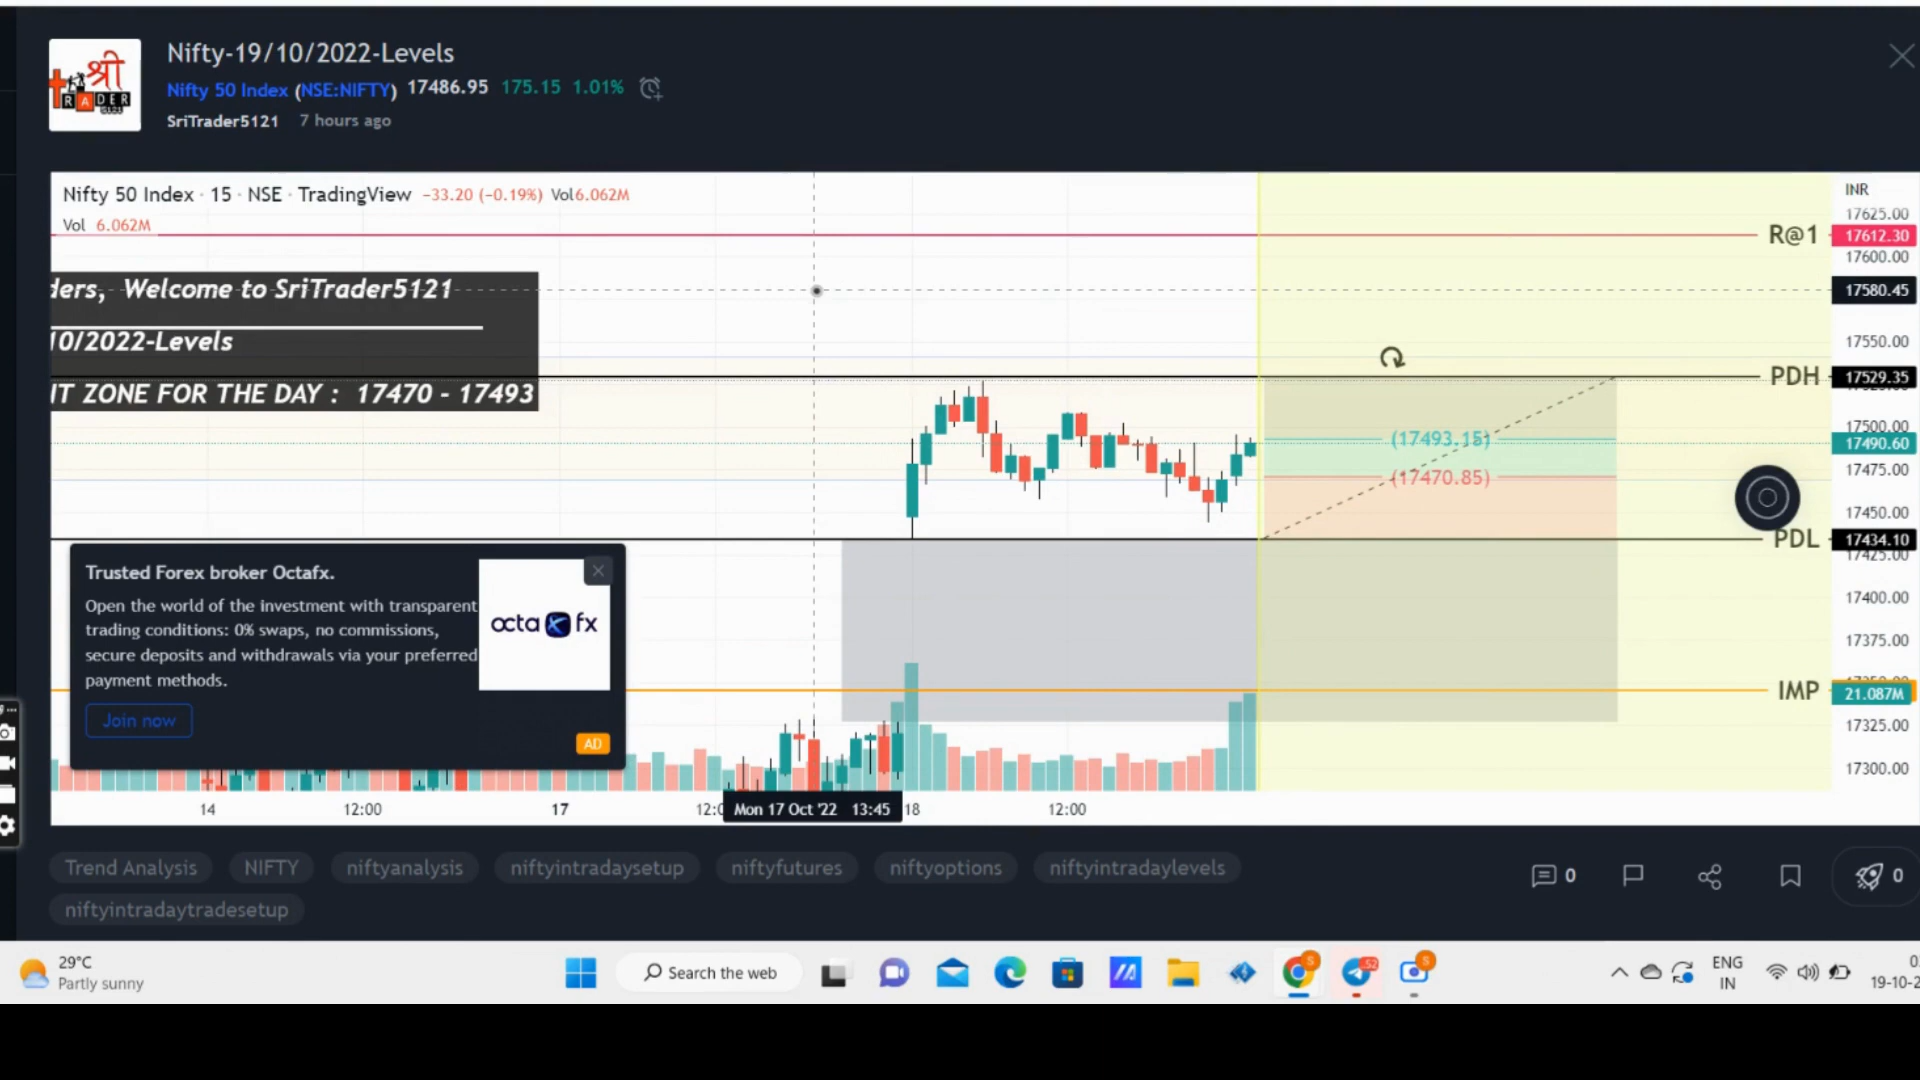 Nifty-19/10/2022-Levels
श्री
TRADER
Nifty 50 Index (NSE:NIFTY) 17486.95 175.15 1.01%
SriTrader5121 7 hours ago
Nifty 50 Index · 15 · NSE · TradingView −33.20 (−0.19%) Vol6.062M
Vol 6.062M
INR
17625.00
R@1 17612.30
17600.00
ders, Welcome to SriTrader5121
17580.45
10/2022-Levels
17550.00
PDH 17529.35
IT ZONE FOR THE DAY : 17470 - 17493
17500.00
(17493.15)
17490.60
17475.00
(17470.85)
17450.00
PDL 17434.10
17425.00
17400.00
17375.00
IMP 21.087M
17325.00
17300.00
Trusted Forex broker Octafx.
Open the world of the investment with transparent
trading conditions: 0% swaps, no commissions,
secure deposits and withdrawals via your preferred
payment methods.
octa fx
Join now
AD
14 12:00 17 12:0 Mon 17 Oct '22 13:45 18 12:00
Trend Analysis NIFTY niftyanalysis niftyintradaysetup niftyfutures niftyoptions niftyintradaylevels
niftyintradaytradesetup
0 0
29°C
Partly sunny
Search the web
52
ENG
IN
19-10-2